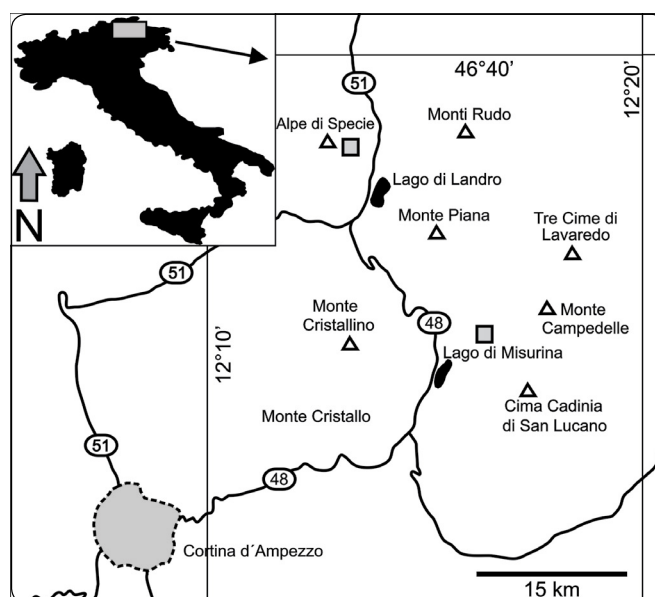 N
51
46°40′
12°20′
Alpe di Specie
Monti Rudo
Lago di Landro
Monte Piana
Tre Cime di
Lavaredo
51
12°10′
Monte
Cristallino
48
Monte
Campedelle
Lago di Misurina
Monte Cristallo
Cima Cadinia
di San Lucano
51
48
Cortina d´Ampezzo
15 km